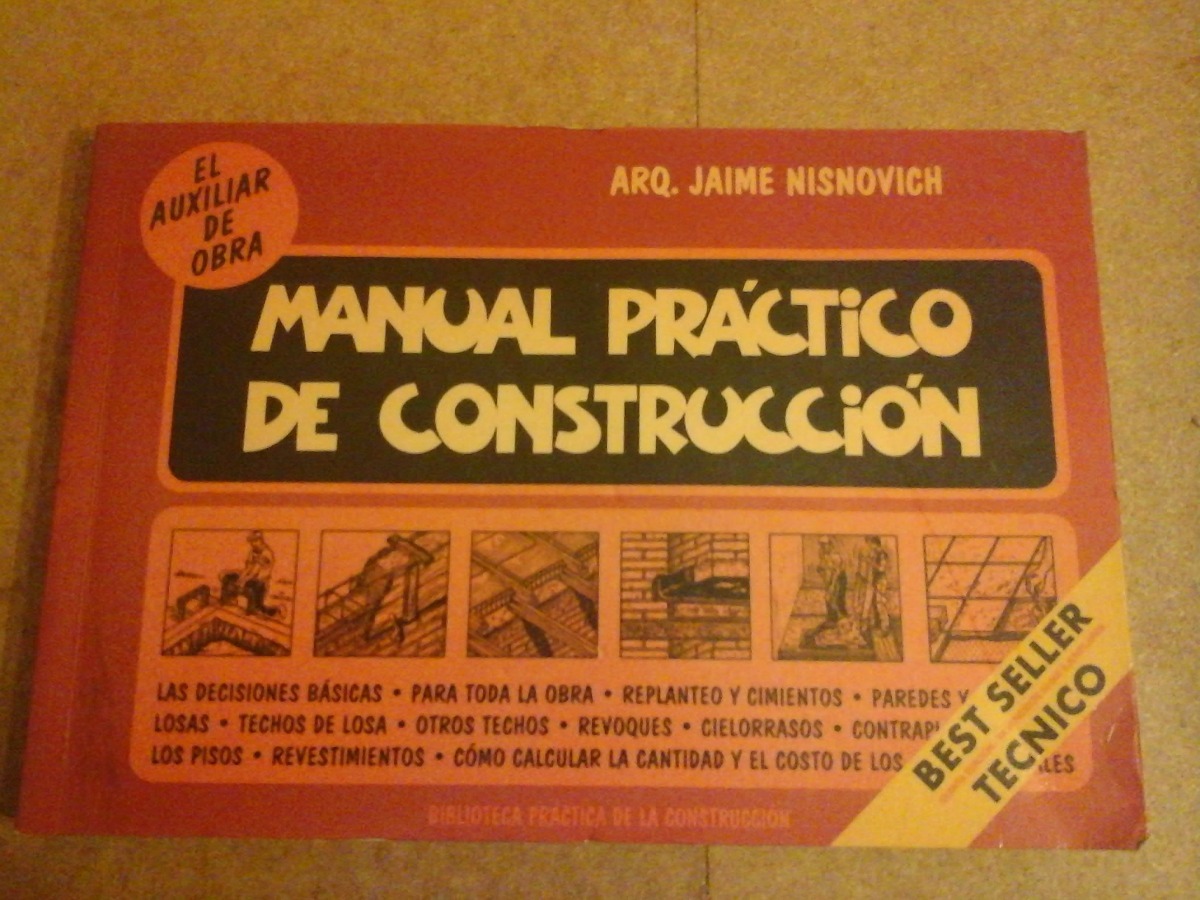 EL
AUXILIAR
DE
OBRA
ARQ. JAIME NISNOVICH
MANUAL PRÁCTiCO
DE CONSTRUCCiÓN
LAS DECISIONES BÁSICAS • PARA TODA LA OBRA • REPLANTEO Y CIMIENTOS • PAREDES Y
LOSAS • TECHOS DE LOSA • OTROS TECHOS • REVOQUES • CIELORRASOS •
LOS PISOS • REVESTIMIENTOS • CÓMO CALCULAR LA CANTIDAD Y EL COSTO DE LOS
BEST SELLER
TECNICO
BIBLIOTECA PRACTICA DE LA CONSTRUCCIÓN